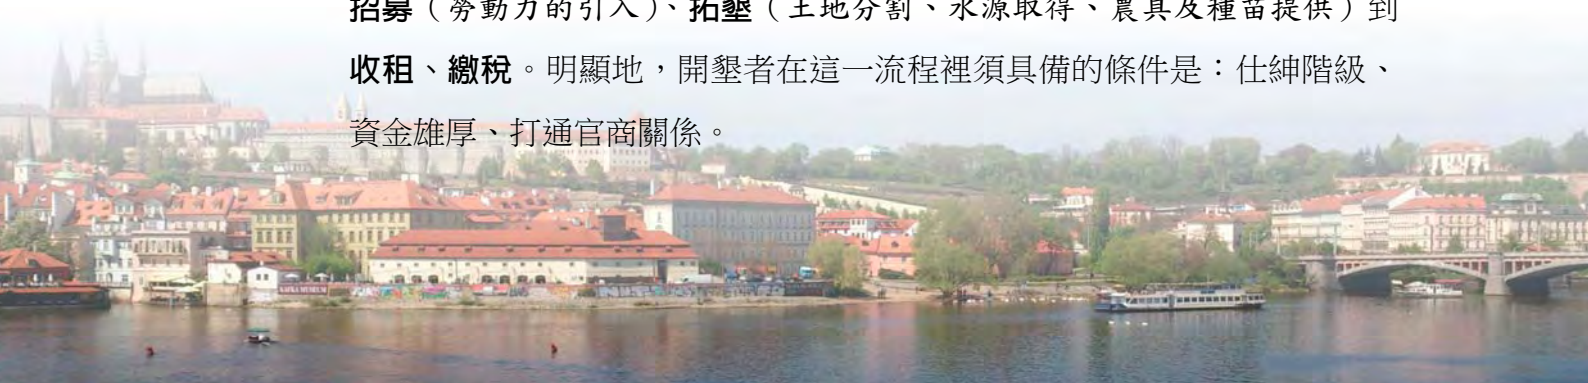 招募（勞動力的引入）、拓墾（土地分割、水源取得、農具及種苗提供）到
收租、繳稅。明顯地，開墾者在這一流程裡須具備的條件是：仕紳階級、
資金雄厚、打通官商關係。
KAFKA MUSEUM